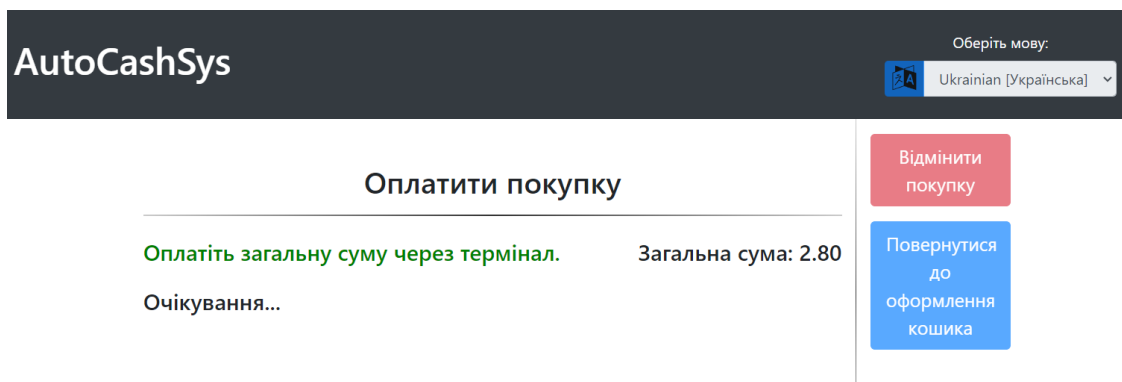 AutoCashSys
Оберіть мову:
Ukrainian [Українська]
Оплатити покупку
Оплатіть загальну суму через термінал.
Загальна сума: 2.80
Очікування...
Відмінити
покупку
Повернутися
до
оформлення
кошика